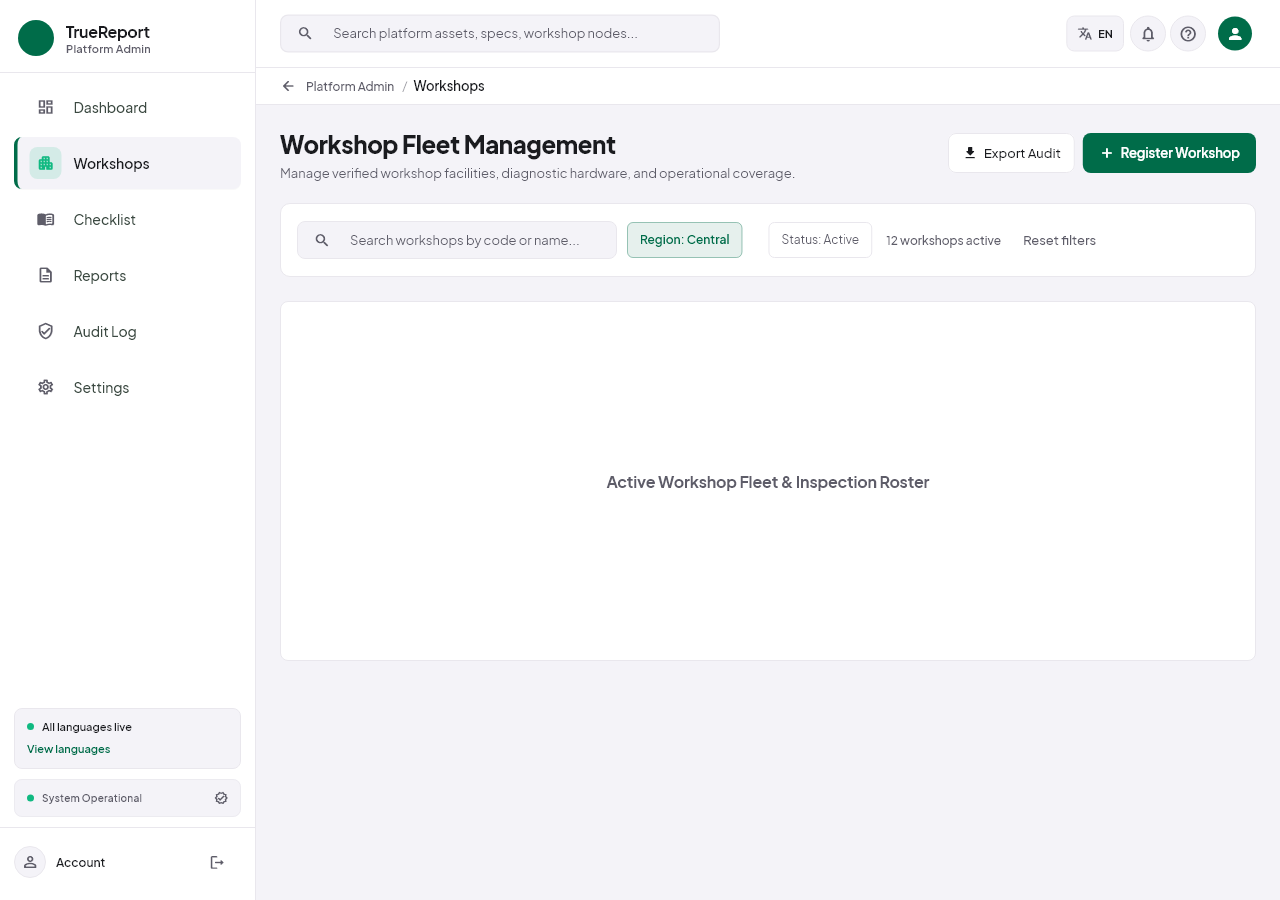 TrueReport
Platform Admin
Dashboard
Workshops
Checklist
Reports
Audit Log
Settings
All languages live
View languages
System Operational
Account
Search platform assets, specs, workshop nodes...
EN
Platform Admin / Workshops
Workshop Fleet Management
Manage verified workshop facilities, diagnostic hardware, and operational coverage.
Export Audit
Register Workshop
Search workshops by code or name...
Region: Central
Status: Active
12 workshops active
Reset filters
Active Workshop Fleet & Inspection Roster